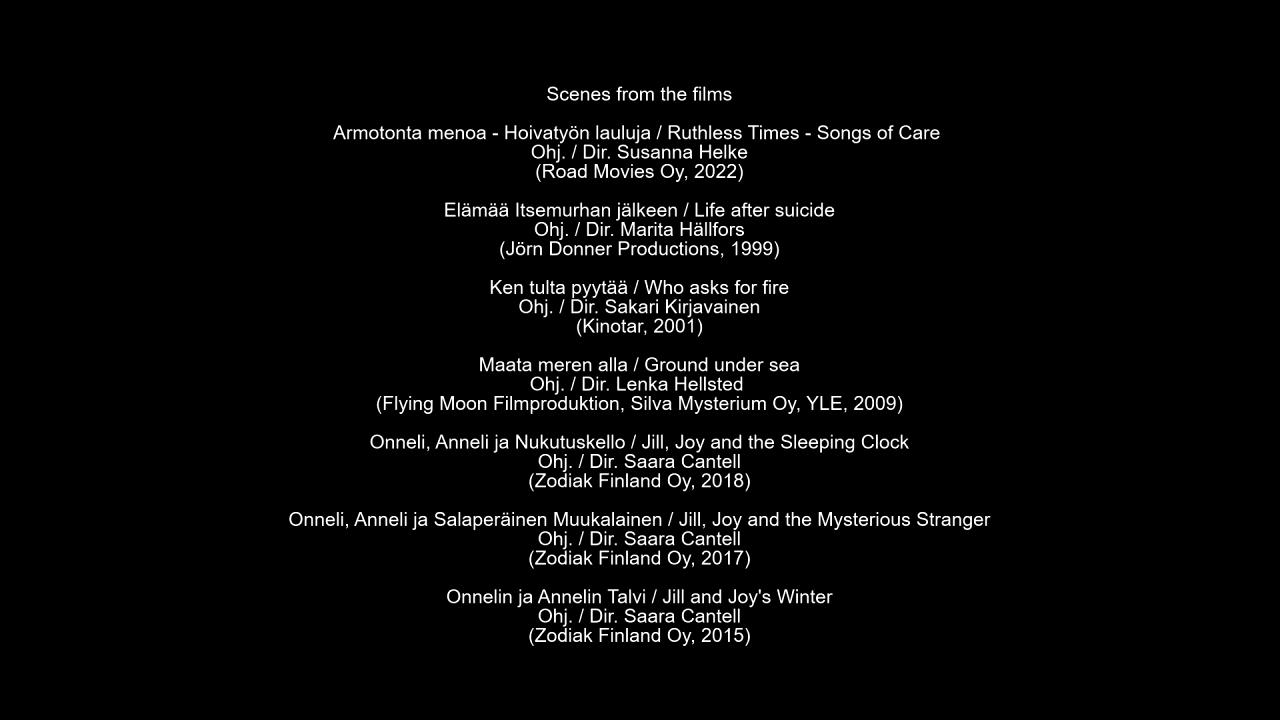 Scenes from the films
Armotonta menoa - Hoivatyön lauluja / Ruthless Times - Songs of Care
Ohj. / Dir. Susanna Helke
(Road Movies Oy, 2022)
Elämää Itsemurhan jälkeen / Life after suicide
Ohj. / Dir. Marita Hällfors
(Jörn Donner Productions, 1999)
Ken tulta pyytää / Who asks for fire
Ohj. / Dir. Sakari Kirjavainen
(Kinotar, 2001)
Maata meren alla / Ground under sea
Ohj. / Dir. Lenka Hellsted
(Flying Moon Filmproduktion, Silva Mysterium Oy, YLE, 2009)
Onneli, Anneli ja Nukutuskello / Jill, Joy and the Sleeping Clock
Ohj. / Dir. Saara Cantell
(Zodiak Finland Oy, 2018)
Onneli, Anneli ja Salaperäinen Muukalainen / Jill, Joy and the Mysterious Stranger
Ohj. / Dir. Saara Cantell
(Zodiak Finland Oy, 2017)
Onnelin ja Annelin Talvi / Jill and Joy's Winter
Ohj. / Dir. Saara Cantell
(Zodiak Finland Oy, 2015)